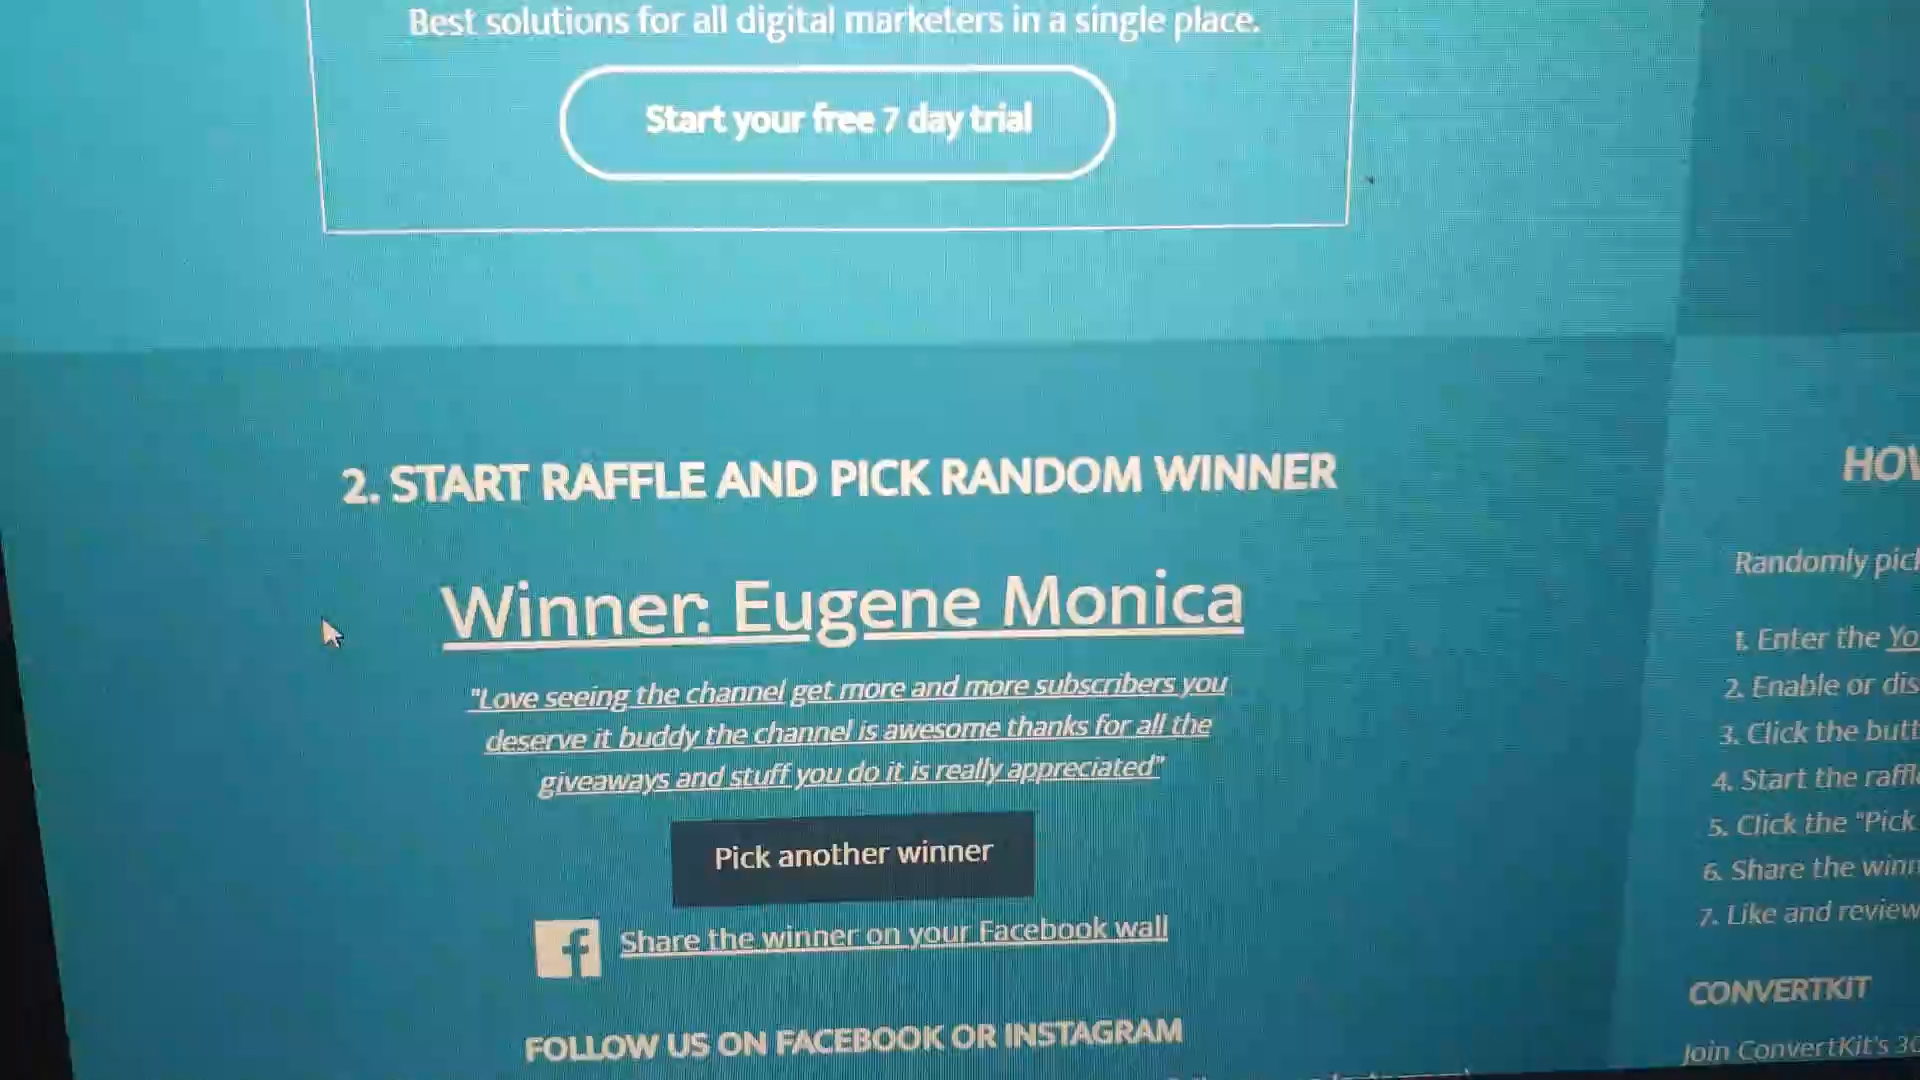 Best solutions for all digital marketers in a single place.
Start your free 7 day trial
2. START RAFFLE AND PICK RANDOM WINNER
Winner: Eugene Monica
"Love seeing the channel get more and more subscribers you
deserve it buddy the channel is awesome thanks for all the
giveaways and stuff you do it is really appreciated"
Pick another winner
f Share the winner on your Facebook wall
FOLLOW US ON FACEBOOK OR INSTAGRAM
HOW
Randomly pick
1. Enter the Yo
2. Enable or dis
3. Click the butt
4. Start the raffle
5. Click the "Pick
6. Share the winn
7. Like and review
CONVERTKIT
Join ConvertKit's 30